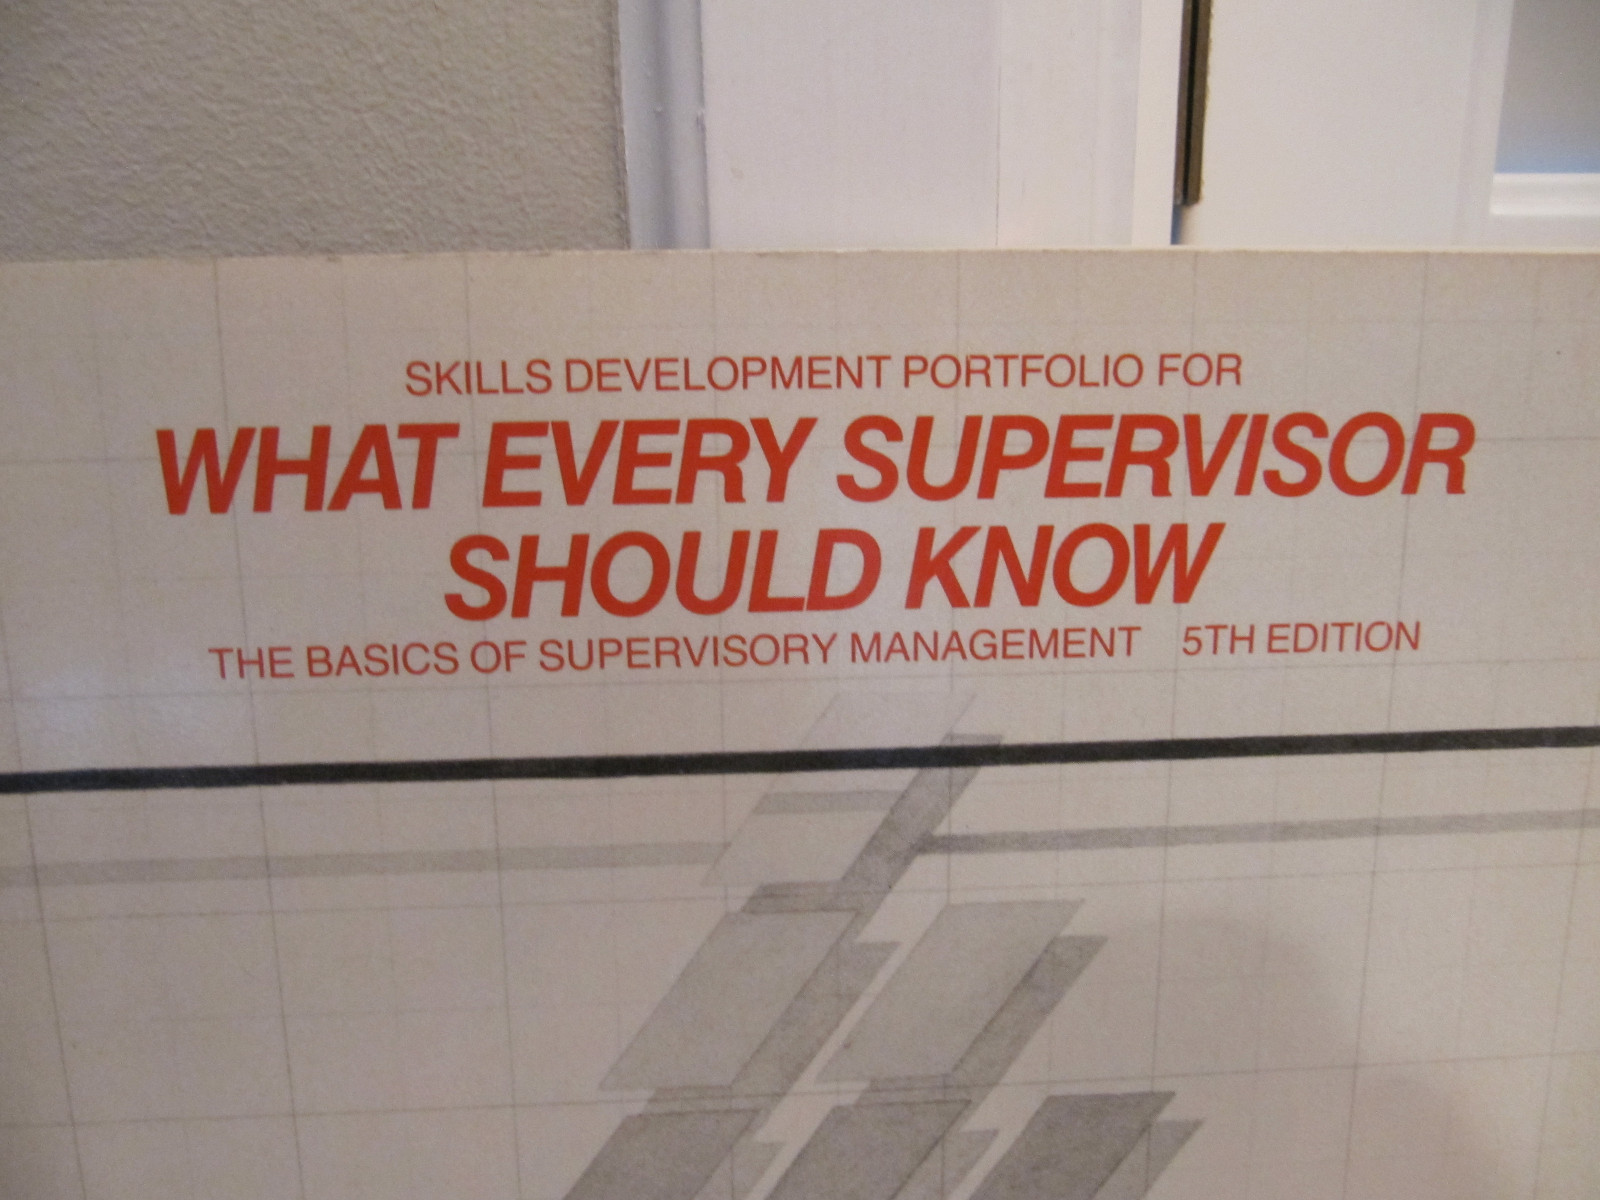 SKILLS DEVELOPMENT PORTFOLIO FOR
WHAT EVERY SUPERVISOR
SHOULD KNOW
THE BASICS OF SUPERVISORY MANAGEMENT 5TH EDITION